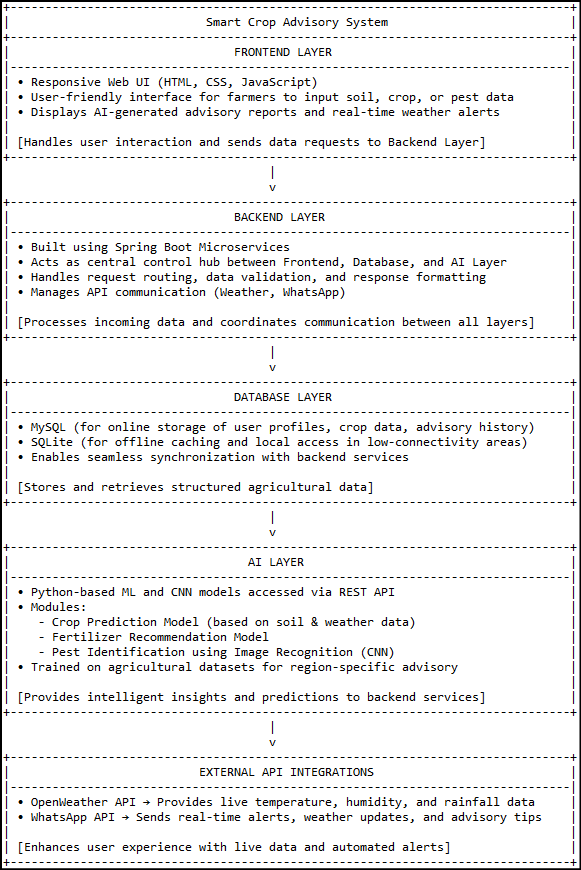 Smart Crop Advisory System
FRONTEND LAYER
• Responsive Web UI (HTML, CSS, JavaScript)
• User-friendly interface for farmers to input soil, crop, or pest data
• Displays AI-generated advisory reports and real-time weather alerts
[Handles user interaction and sends data requests to Backend Layer]
v
BACKEND LAYER
• Built using Spring Boot Microservices
• Acts as central control hub between Frontend, Database, and AI Layer
• Handles request routing, data validation, and response formatting
• Manages API communication (Weather, WhatsApp)
[Processes incoming data and coordinates communication between all layers]
v
DATABASE LAYER
• MySQL (for online storage of user profiles, crop data, advisory history)
• SQLite (for offline caching and local access in low-connectivity areas)
• Enables seamless synchronization with backend services
[Stores and retrieves structured agricultural data]
v
AI LAYER
• Python-based ML and CNN models accessed via REST API
• Modules:
- Crop Prediction Model (based on soil & weather data)
- Fertilizer Recommendation Model
- Pest Identification using Image Recognition (CNN)
• Trained on agricultural datasets for region-specific advisory
[Provides intelligent insights and predictions to backend services]
v
EXTERNAL API INTEGRATIONS
• OpenWeather API → Provides live temperature, humidity, and rainfall data
• WhatsApp API → Sends real-time alerts, weather updates, and advisory tips
[Enhances user experience with live data and automated alerts]